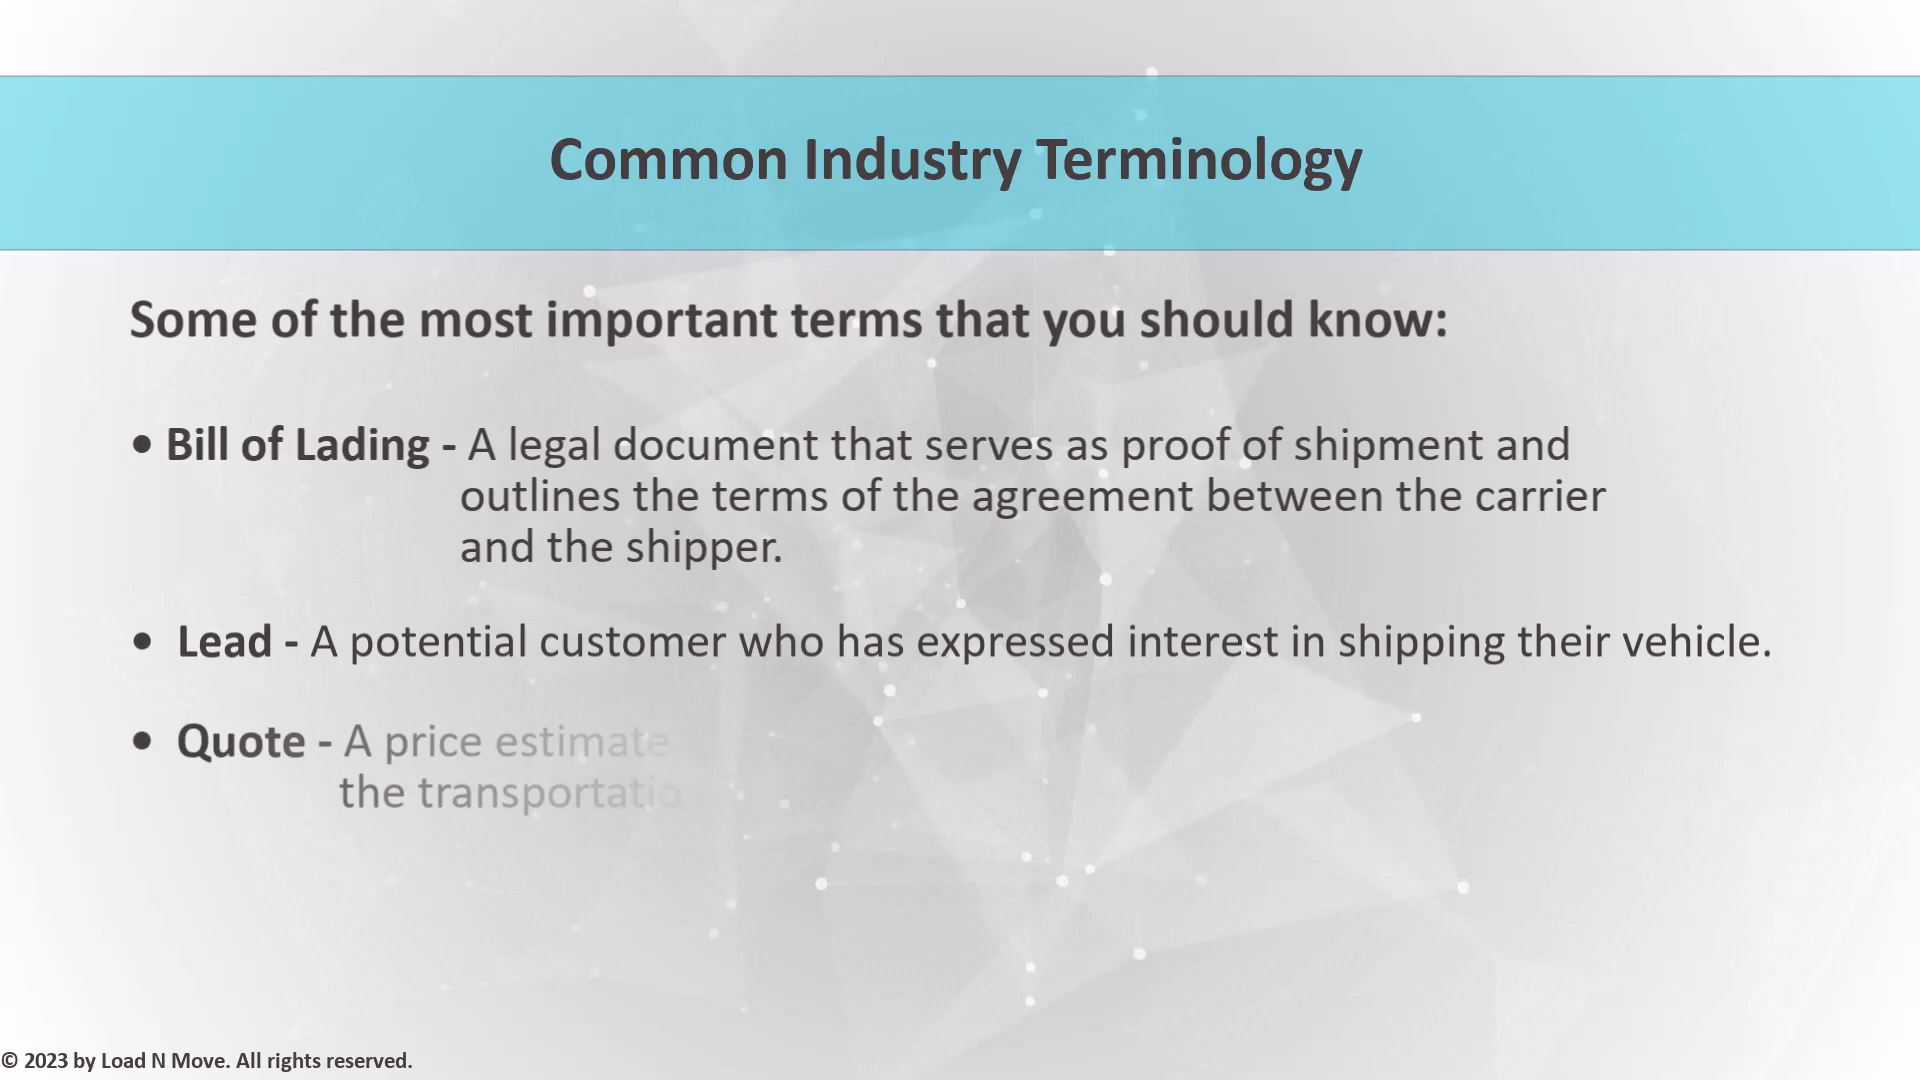 Common Industry Terminology
Some of the most important terms that you should know:
• Bill of Lading - A legal document that serves as proof of shipment and
outlines the terms of the agreement between the carrier
and the shipper.
• Lead - A potential customer who has expressed interest in shipping their vehicle.
• Quote - A price estimate
the transportatio
© 2023 by Load N Move. All rights reserved.